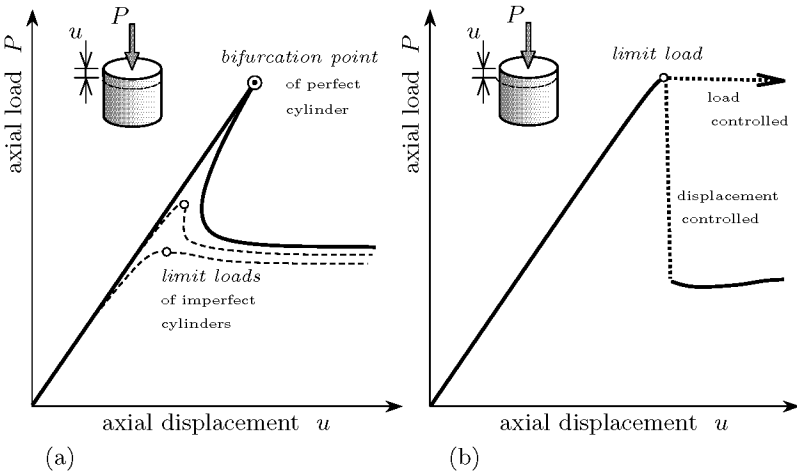 P
u
bifurcation point
of perfect
cylinder
limit loads
of imperfect
cylinders
axial load P
axial displacement u
(a)
P
u
limit load
load
controlled
displacement
controlled
axial load P
axial displacement u
(b)